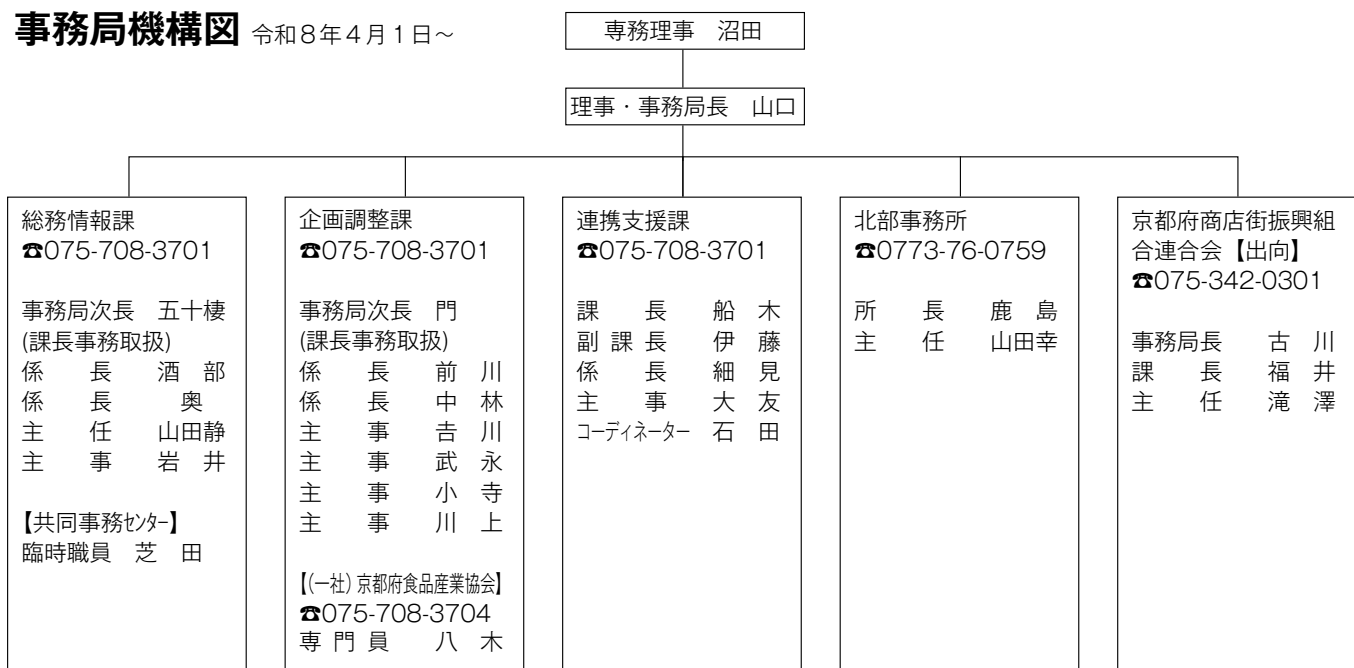 事務局機構図 令和8年4月1日～
専務理事　沼田
理事・事務局長　山口
総務情報課
☎075-708-3701
事務局次長　五十棲
(課長事務取扱)
係　長　酒　部
係　長　奥
主　任　山田静
主　事　岩　井
【共同事務ｾﾝﾀｰ】
臨時職員　芝　田
企画調整課
☎075-708-3701
事務局次長　門
(課長事務取扱)
係　長　前　川
係　長　中　林
主　事　𠮷　川
主　事　武　永
主　事　小　寺
主　事　川　上
【(一社)京都府食品産業協会】
☎075-708-3704
専門員　八　木
連携支援課
☎075-708-3701
課　長　船　木
副課長　伊　藤
係　長　細　見
主　事　大　友
ｺｰﾃﾞｨﾈｰﾀｰ　石　田
北部事務所
☎0773-76-0759
所　長　鹿　島
主　任　山田幸
京都府商店街振興組
合連合会【出向】
☎075-342-0301
事務局長　古　川
課　長　福　井
主　任　滝　澤